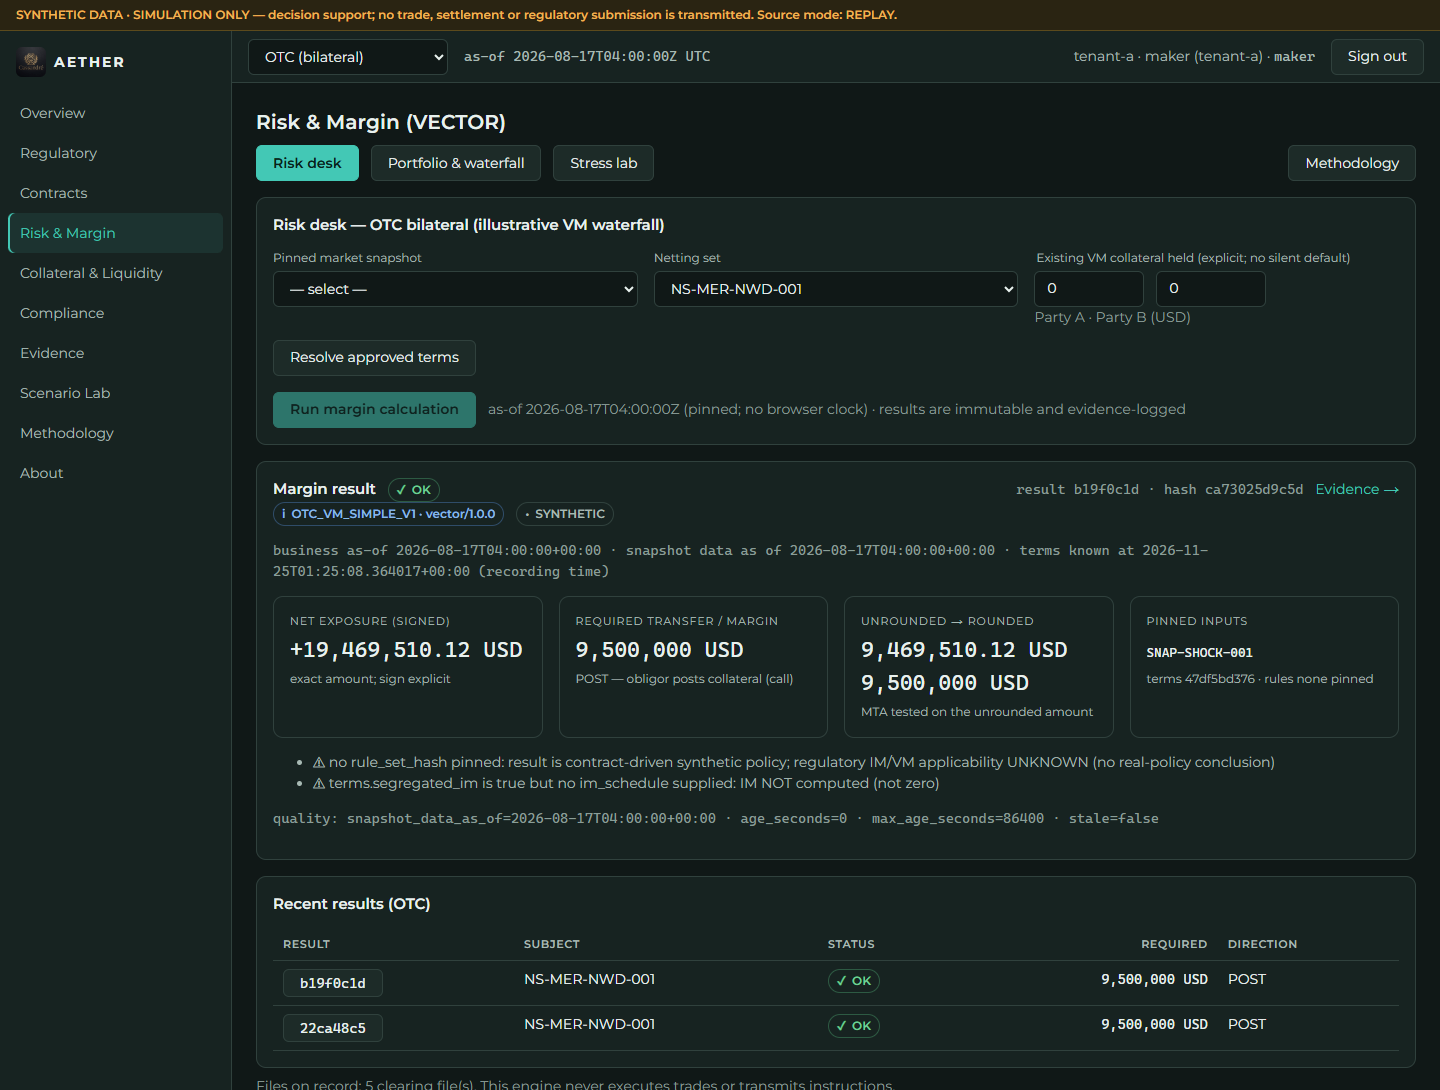 SYNTHETIC DATA · SIMULATION ONLY — decision support; no trade, settlement or regulatory submission is transmitted. Source mode: REPLAY.
AETHER
OTC (bilateral)
as-of 2026-08-17T04:00:00Z UTC
tenant-a · maker (tenant-a) · maker
Sign out
Overview
Regulatory
Contracts
Risk & Margin
Collateral & Liquidity
Compliance
Evidence
Scenario Lab
Methodology
About
Risk & Margin (VECTOR)
Risk desk
Portfolio & waterfall
Stress lab
Methodology
Risk desk — OTC bilateral (illustrative VM waterfall)
Pinned market snapshot
Netting set
Existing VM collateral held (explicit; no silent default)
— select —
NS-MER-NWD-001
0
0
Party A · Party B (USD)
Resolve approved terms
Run margin calculation
as-of 2026-08-17T04:00:00Z (pinned; no browser clock) · results are immutable and evidence-logged
Margin result
✓ OK
result b19f0c1d · hash ca73025d9c5d
Evidence →
i OTC_VM_SIMPLE_V1 · vector/1.0.0
• SYNTHETIC
business as-of 2026-08-17T04:00:00+00:00 · snapshot data as of 2026-08-17T04:00:00+00:00 · terms known at 2026-11-
25T01:25:08.364017+00:00 (recording time)
NET EXPOSURE (SIGNED)
+19,469,510.12 USD
exact amount; sign explicit
REQUIRED TRANSFER / MARGIN
9,500,000 USD
POST — obligor posts collateral (call)
UNROUNDED → ROUNDED
9,469,510.12 USD
9,500,000 USD
MTA tested on the unrounded amount
PINNED INPUTS
SNAP-SHOCK-001
terms 47df5bd376 · rules none pinned
• ⚠ no rule_set_hash pinned: result is contract-driven synthetic policy; regulatory IM/VM applicability UNKNOWN (no real-policy conclusion)
• ⚠ terms.segregated_im is true but no im_schedule supplied: IM NOT computed (not zero)
quality: snapshot_data_as_of=2026-08-17T04:00:00+00:00 · age_seconds=0 · max_age_seconds=86400 · stale=false
Recent results (OTC)
RESULT SUBJECT STATUS REQUIRED DIRECTION
b19f0c1d NS-MER-NWD-001 ✓ OK 9,500,000 USD POST
22ca48c5 NS-MER-NWD-001 ✓ OK 9,500,000 USD POST
Files on record: 5 clearing file(s). This engine never executes trades or transmits instructions.